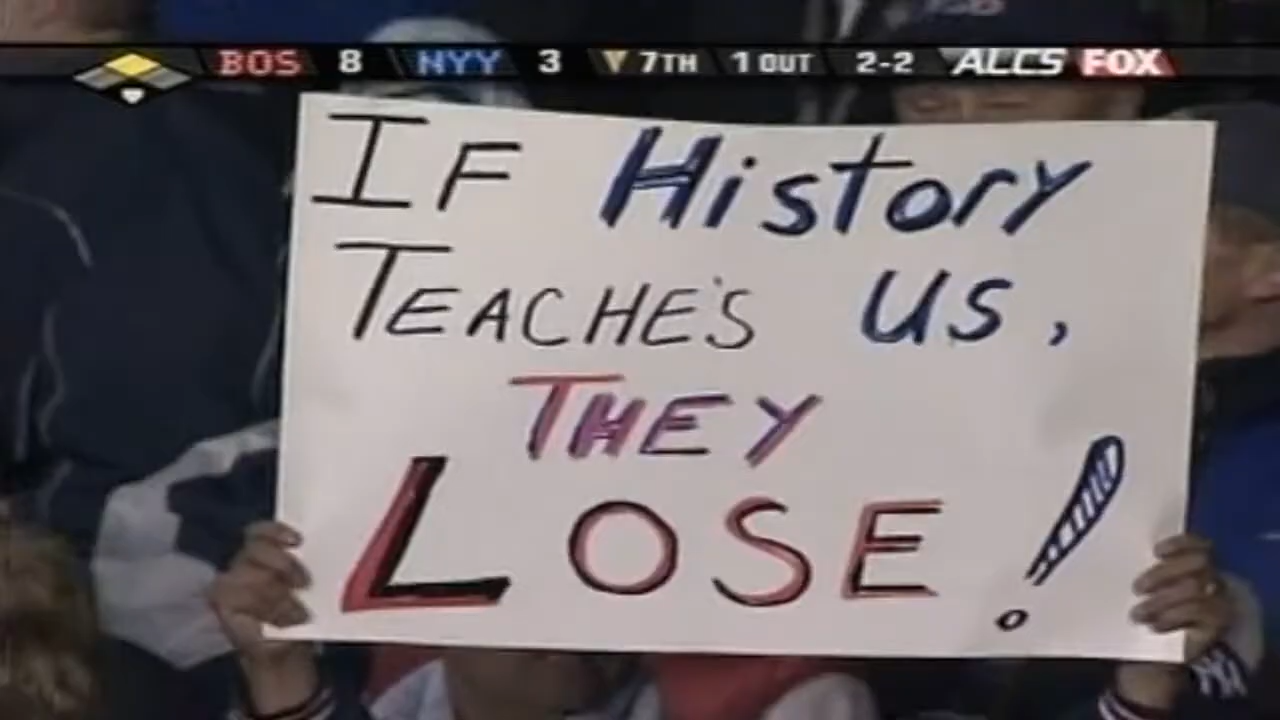 BOS 8 NYY 3 7TH 1 OUT 2-2 ALCS FOX
IF History
TEACHE'S US,
THEY
LOSE!